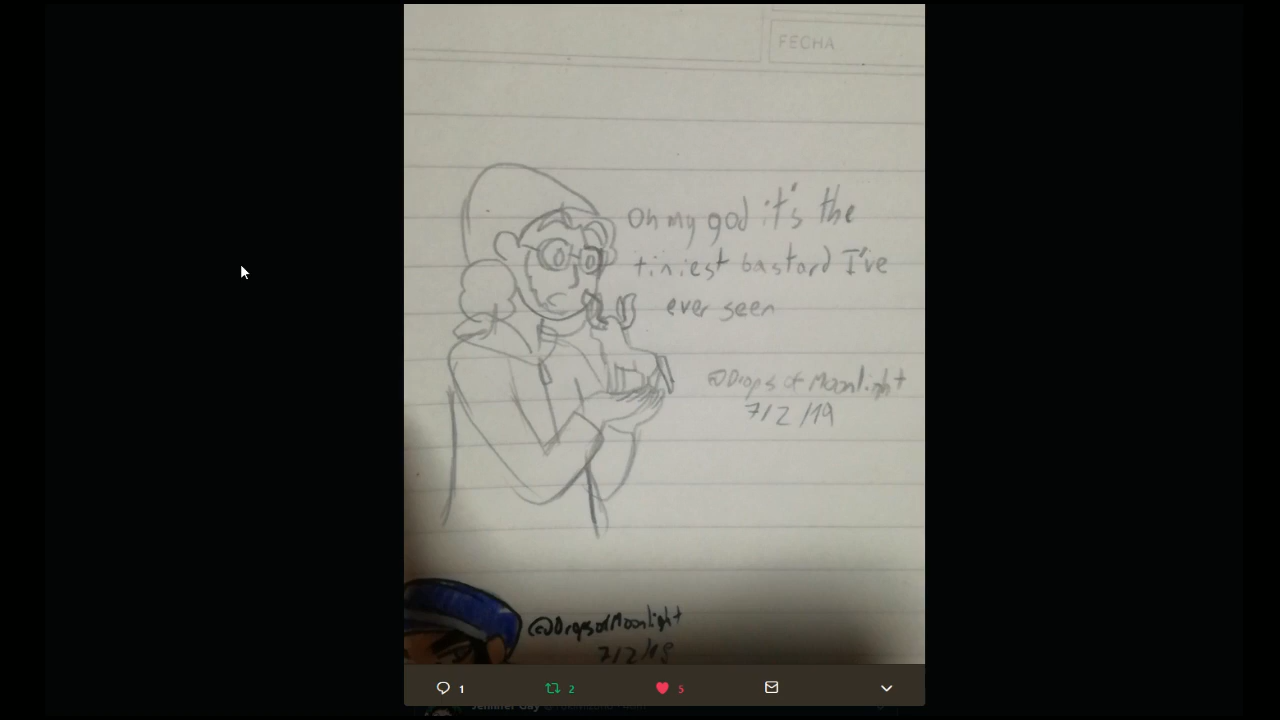 FECHA
Oh my god it's the
tiniest bastard I've
ever seen
@DropsofMoonlight
7/2/19
@DropsofMoonlight
7/2/19
1
2
5